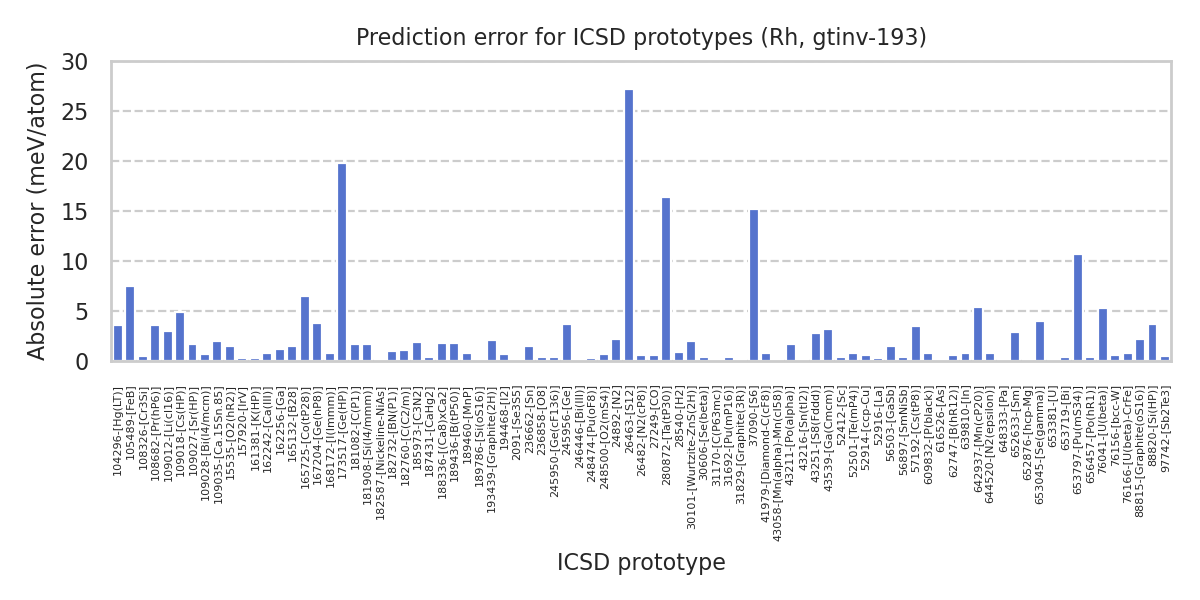 Prediction error for ICSD prototypes (Rh, gtinv-193)
Absolute error (meV/atom)
30
25
20
15
10
5
0
104296-[Hg(LT)]
105489-[FeB]
108326-[Cr3Si]
108682-[Pr(hP6)]
109012-[Li(cI16)]
109018-[Cs(HP)]
109027-[Sr(HP)]
109028-[Bi(I4/mcm)]
109035-[Ca.15Sn.85]
15535-[O2(hR2)]
157920-[IrV]
161381-[K(HP)]
162242-[Ca(III)]
162256-[Ga]
165132-[B28]
165725-[Co(tP28)]
167204-[Ge(hP8)]
168172-[I(Immm)]
173517-[Ge(HP)]
181082-[C(P1)]
181908-[Si(I4/mmm)]
182587-[Nickeline-NiAs]
182732-[BN(P1)]
182760-[C(C2/m)]
185973-[C3N2]
187431-[CaHg2]
188336-[(Ca8)xCa2]
189436-[B(tP50)]
189460-[MnP]
189786-[Si(oS16)]
193439-[Graphite(2H)]
194468-[I2]
2091-[Se3S5]
236662-[Sn]
236858-[O8]
245950-[Ge(cF136)]
245956-[Ge]
246446-[Bi(III)]
248474-[Pu(oF8)]
248500-[O2(mS4)]
24892-[N2]
26463-[S12]
26482-[N2(cP8)]
27249-[CO]
280872-[Ta(tP30)]
28540-[H2]
30101-[Wurtzite-ZnS(2H)]
30606-[Se(beta)]
31170-[C(P63mc)]
31692-[Pu(mP16)]
31829-[Graphite(3R)]
37090-[S6]
41979-[Diamond-C(cF8)]
43058-[Mn(alpha)-Mn(cI58)]
43211-[Po(alpha)]
43216-[Sn(tI2)]
43251-[S8(Fddd)]
43539-[Ga(Cmcm)]
52412-[Sc]
52501-[Te(mP4)]
52914-[ccp-Cu]
52916-[La]
56503-[GaSb]
56897-[SmNiSb]
57192-[Cs(tP8)]
609832-[P(black)]
616526-[As]
62747-[B(hR12)]
639810-[In]
642937-[Mn(cP20)]
644520-[N2(epsilon)]
648333-[Pa]
652633-[Sm]
652876-[hcp-Mg]
653045-[Se(gamma)]
653381-[U]
653719-[Bi]
653797-[Pu(mS34)]
656457-[Po(hR1)]
76041-[U(beta)]
76156-[bcc-W]
76166-[U(beta)-CrFe]
88815-[Graphite(oS16)]
88820-[Si(HP)]
97742-[Sb2Te3]
ICSD prototype